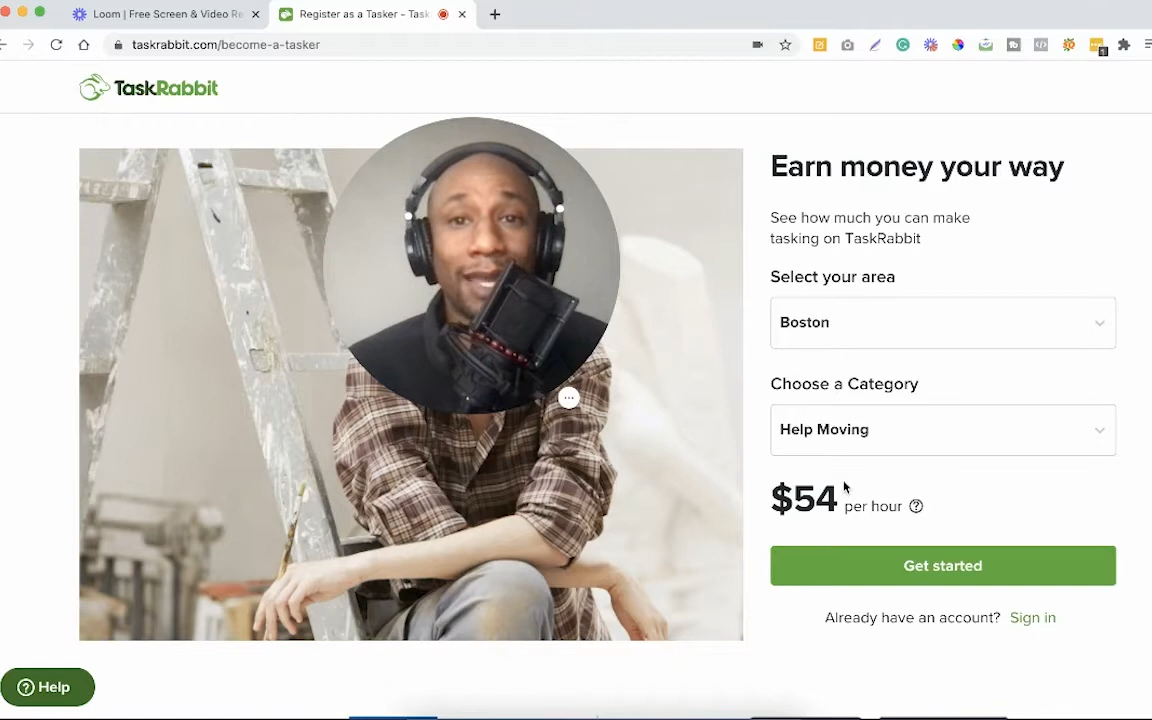 Loom | Free Screen & Video Re
Register as a Tasker - Task
taskrabbit.com/become-a-tasker
TaskRabbit
Earn money your way
See how much you can make
tasking on TaskRabbit
Select your area
Boston
Choose a Category
Help Moving
$54 per hour
Get started
Already have an account? Sign in
Help